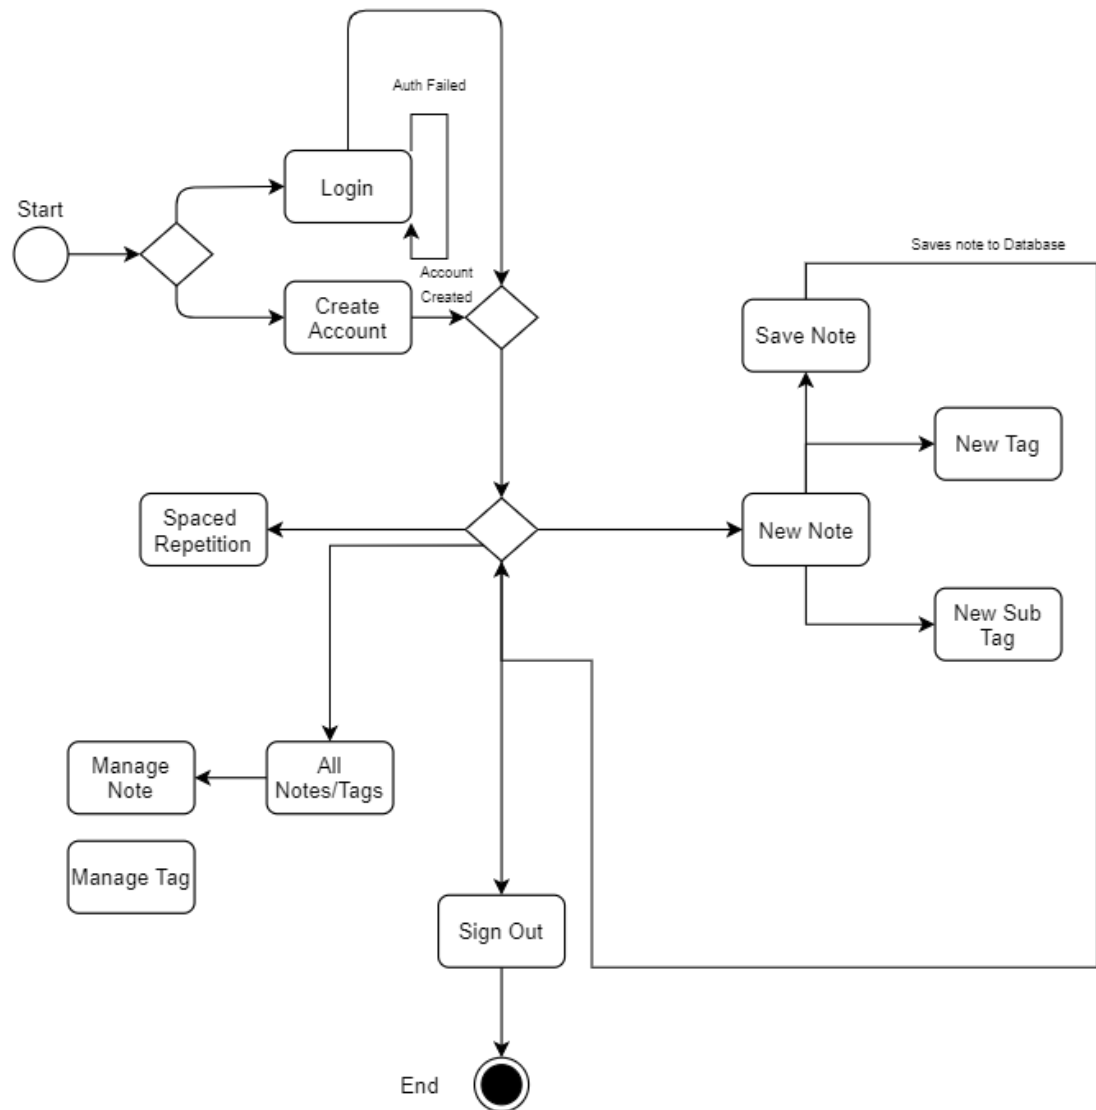 Auth Failed
Login
Start
Saves note to Database
Account
Created
Create
Account
Save Note
New Tag
Spaced
Repetition
New Note
New Sub
Tag
Manage
Note
All
Notes/Tags
Manage Tag
Sign Out
End